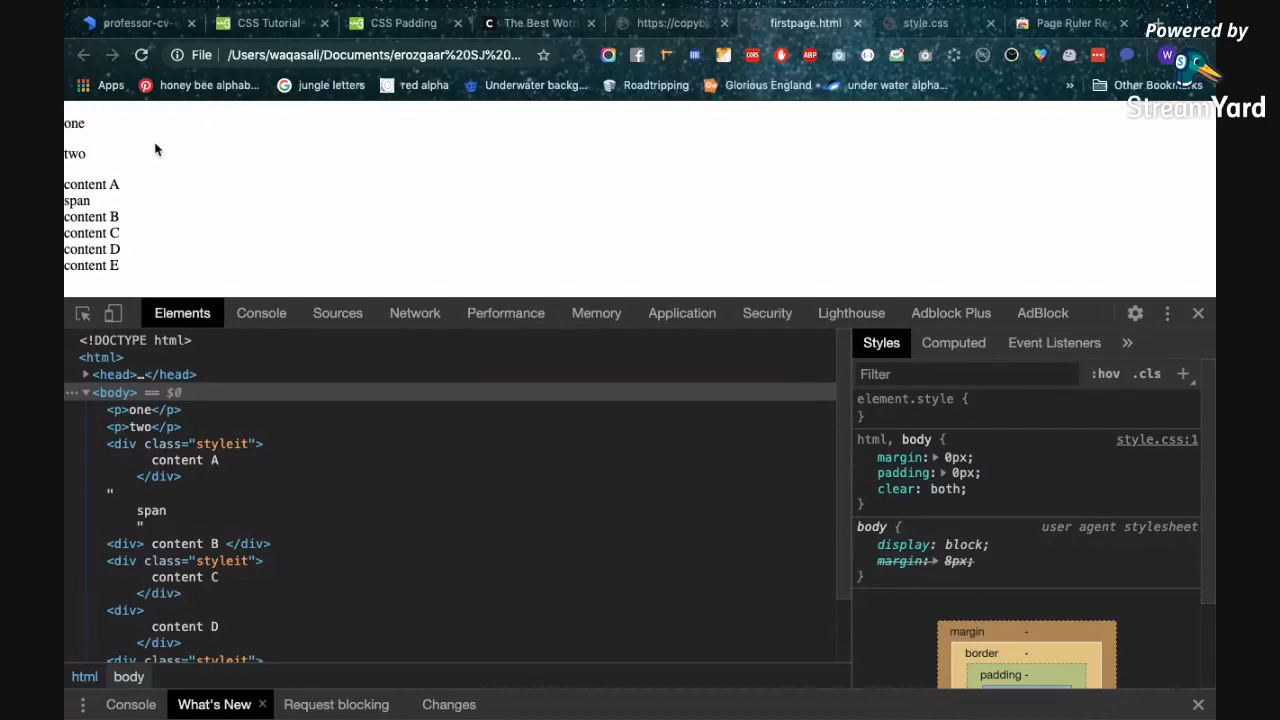 professor-cv- × CSS Tutorial × CSS Padding × The Best Wor × https://copybi × firstpage.html × style.css × Page Ruler Re ×
Powered by
File /Users/waqasali/Documents/erozgaar%20SJ%20...
StreamYard
Apps honey bee alphab... jungle letters red alpha Underwater backg... Roadtripping Glorious England under water alpha... » Other Bookmarks
one
two
content A
span
content B
content C
content D
content E
Elements Console Sources Network Performance Memory Application Security Lighthouse Adblock Plus AdBlock
<!DOCTYPE html>
<html>
<head>…</head>
<body> == $0
<p>one</p>
<p>two</p>
<div class="styleit">
content A
</div>
"
span
"
<div> content B </div>
<div class="styleit">
content C
</div>
<div>
content D
</div>
<div class="styleit">
html body
Styles Computed Event Listeners »
Filter :hov .cls +
element.style {
}
html, body { style.css:1
margin: 0px;
padding: 0px;
clear: both;
}
body { user agent stylesheet
display: block;
margin: 8px;
}
margin -
border -
padding -
Console What's New × Request blocking Changes